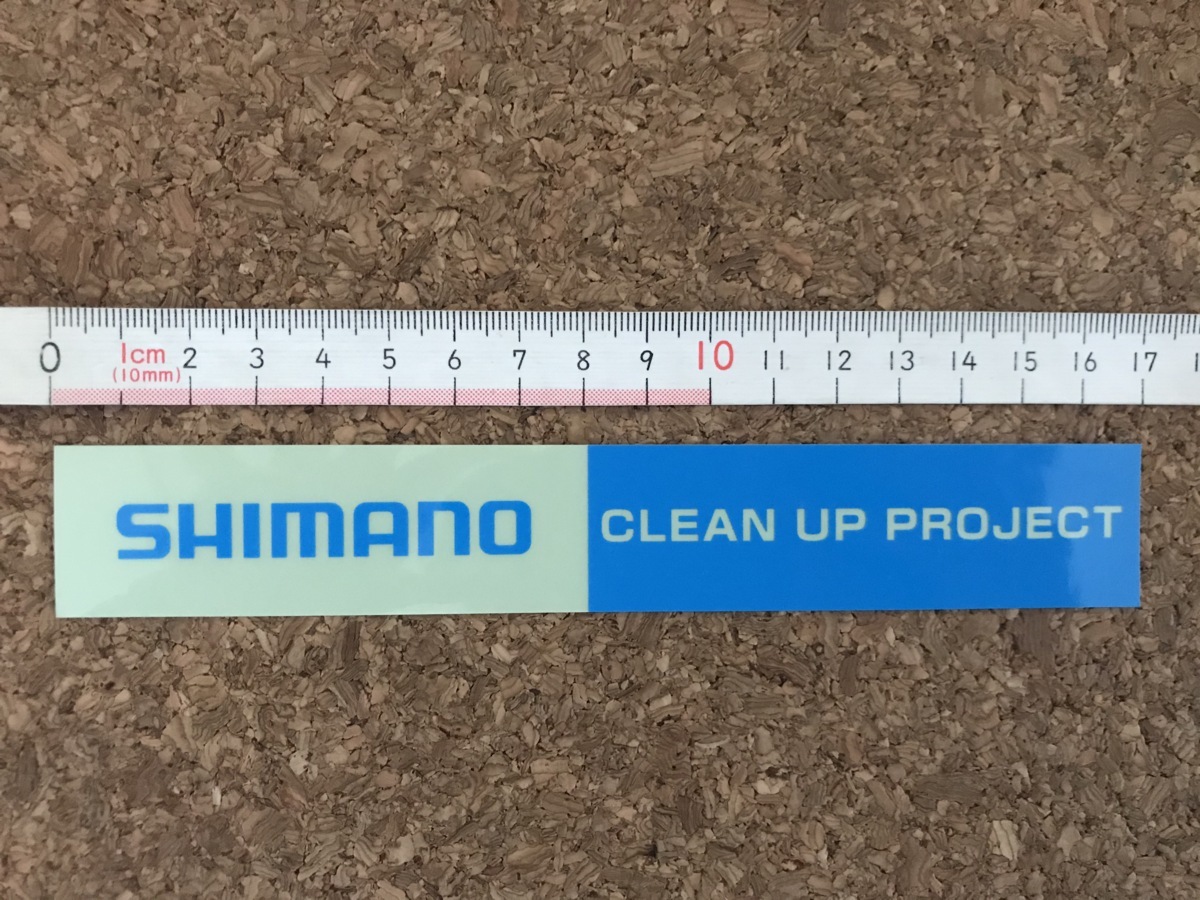 0 1cm 2 3 4 5 6 7 8 9 10 11 12 13 14 15 16 17
(10mm)
SHIMANO CLEAN UP PROJECT